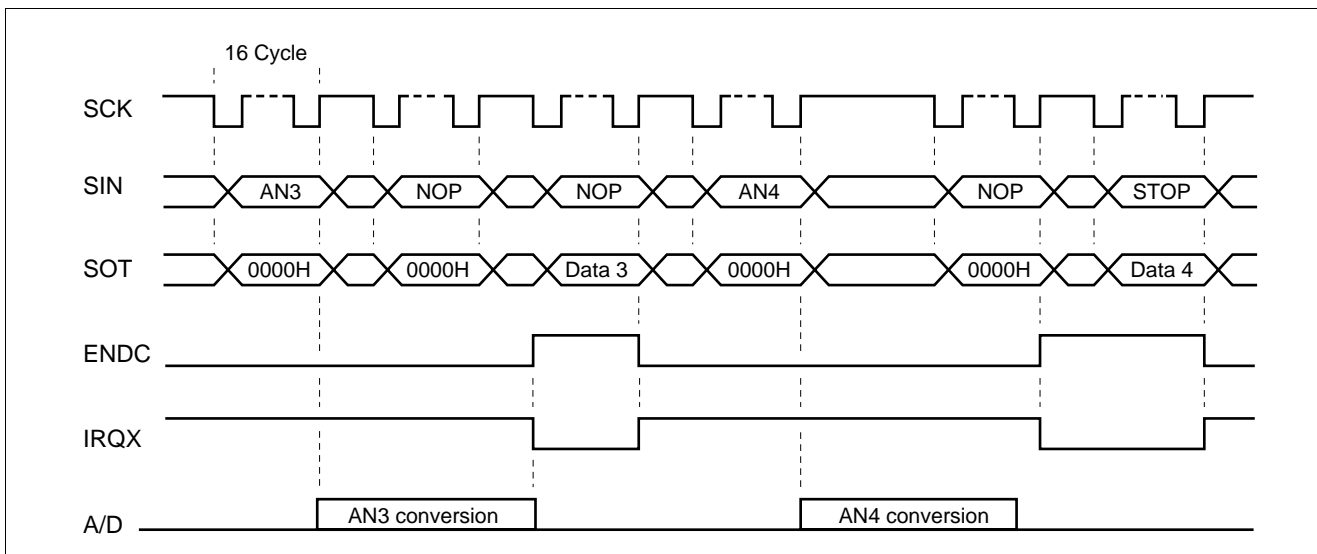 16 Cycle
SCK
SIN AN3 NOP NOP AN4 NOP STOP
SOT 0000H 0000H Data 3 0000H 0000H Data 4
ENDC
IRQX
A/D AN3 conversion AN4 conversion